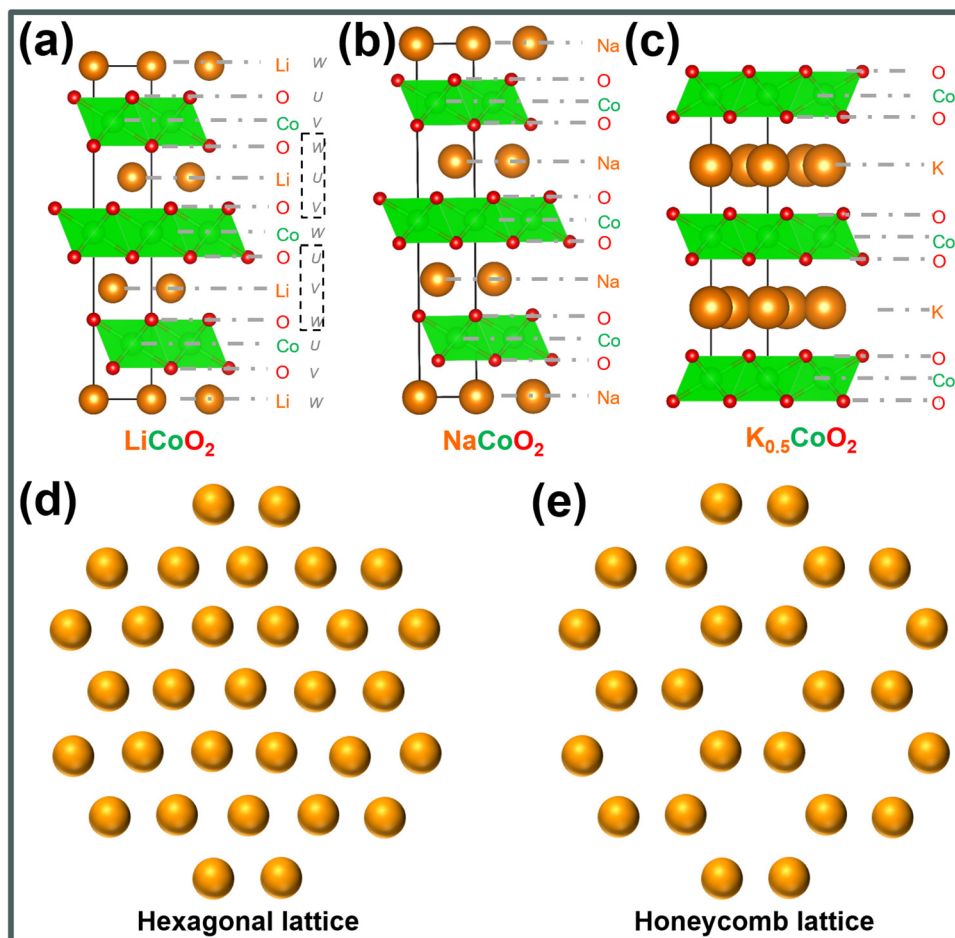 (a)
Li W
O U
Co V
O W
Li U
O V
Co W
O U
Li V
O W
Co U
O V
Li W
LiCoO₂
(b)
Na
O
Co
O
Na
O
Co
O
Na
O
Co
O
Na
NaCoO₂
(c)
O
Co
O
K
O
Co
O
K
O
Co
O
K₀.₅CoO₂
(d)
Hexagonal lattice
(e)
Honeycomb lattice